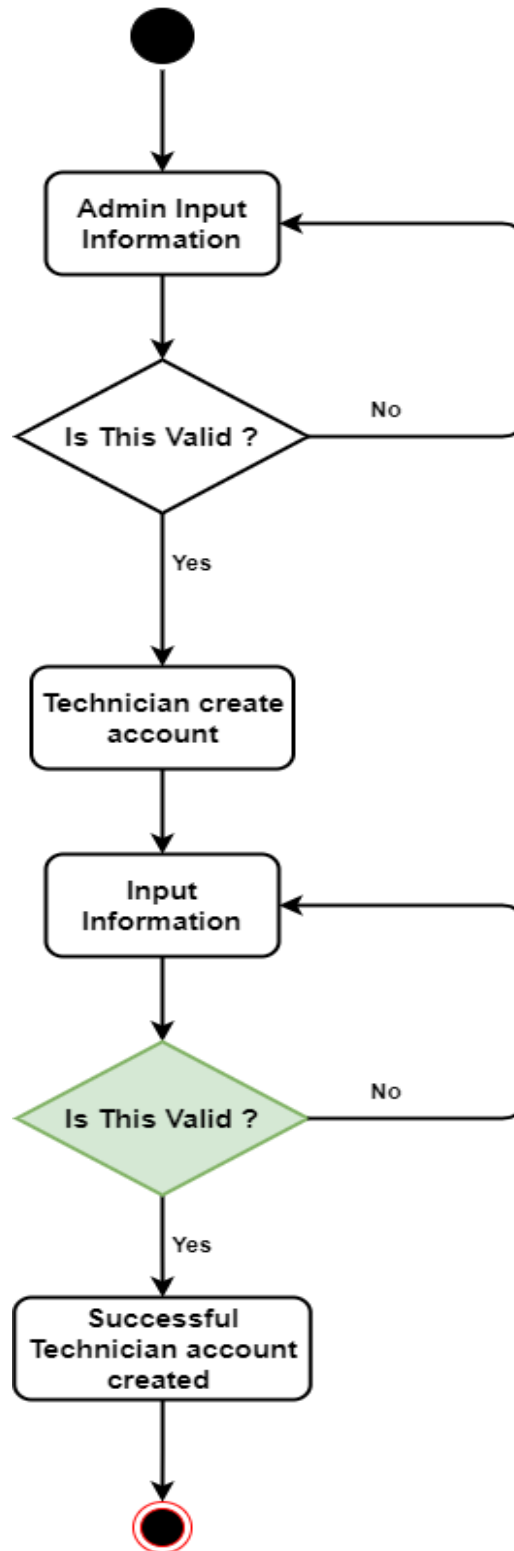 Admin Input
Information
Is This Valid ?
No
Yes
Technician create
account
Input
Information
Is This Valid ?
No
Yes
Successful
Technician account
created